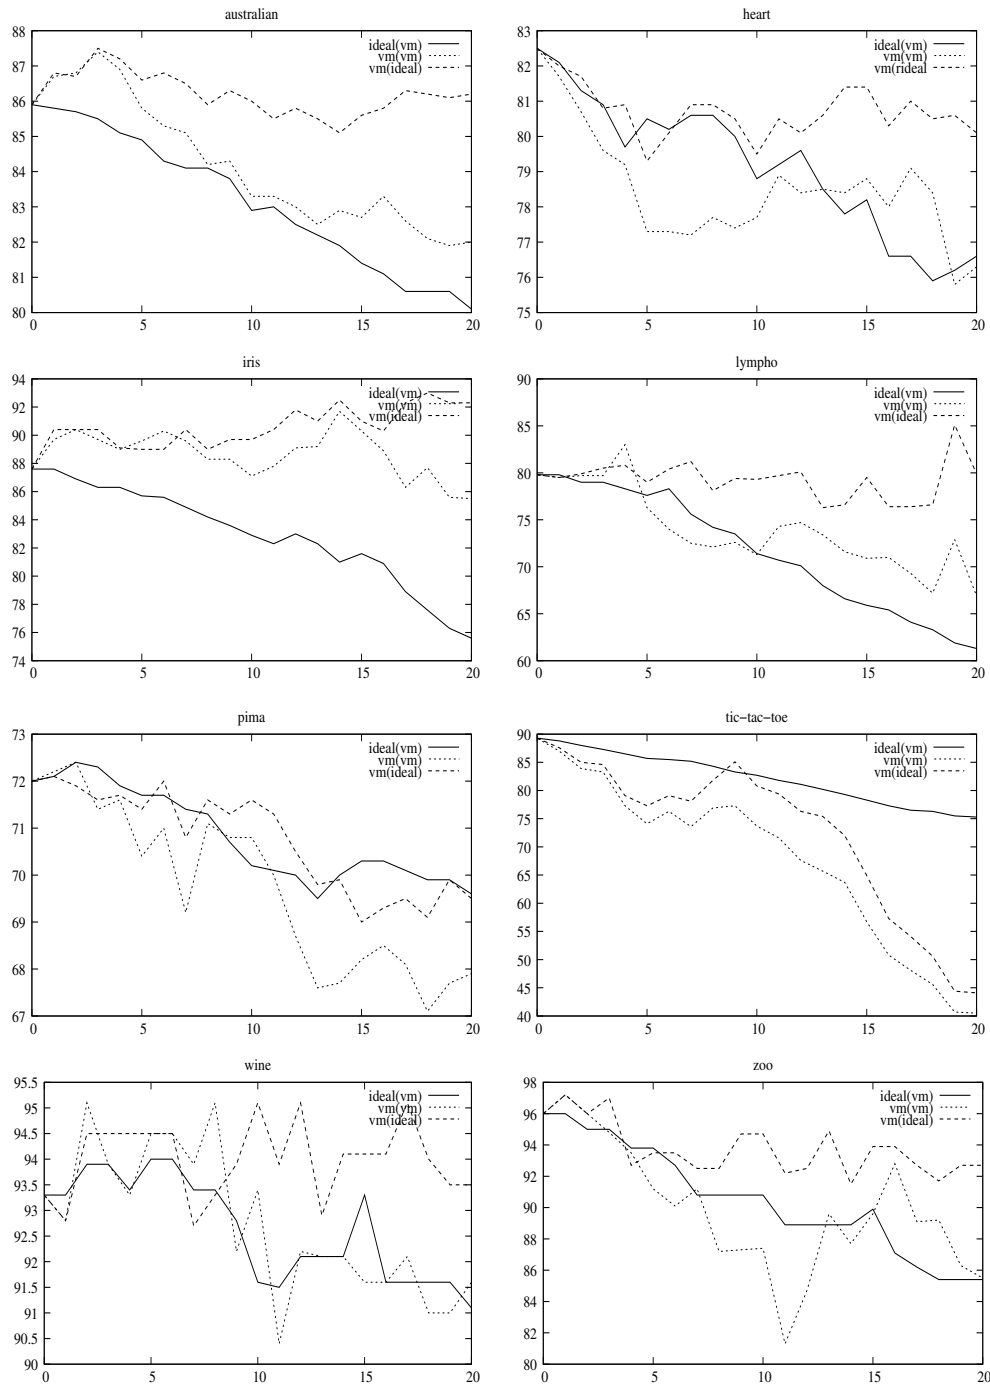 australian
88
87
86
85
84
83
82
81
80
0 5 10 15 20
ideal(vm)
vm(vm)
vm(ideal)
heart
83
82
81
80
79
78
77
76
75
0 5 10 15 20
ideal(vm)
vm(vm)
vm(rideal
iris
94
92
90
88
86
84
82
80
78
76
74
0 5 10 15 20
ideal(vm)
vm(vm)
vm(ideal)
lympho
90
85
80
75
70
65
60
0 5 10 15 20
ideal(vm)
vm(vm)
vm(ideal)
pima
73
72
71
70
69
68
67
0 5 10 15 20
ideal(vm)
vm(vm)
vm(ideal)
tic−tac−toe
90
85
80
75
70
65
60
55
50
45
40
0 5 10 15 20
ideal(vm)
vm(vm)
vm(ideal)
wine
95.5
95
94.5
94
93.5
93
92.5
92
91.5
91
90.5
90
0 5 10 15 20
ideal(vm)
vm(vm)
vm(ideal)
zoo
98
96
94
92
90
88
86
84
82
80
0 5 10 15 20
ideal(vm)
vm(vm)
vm(ideal)